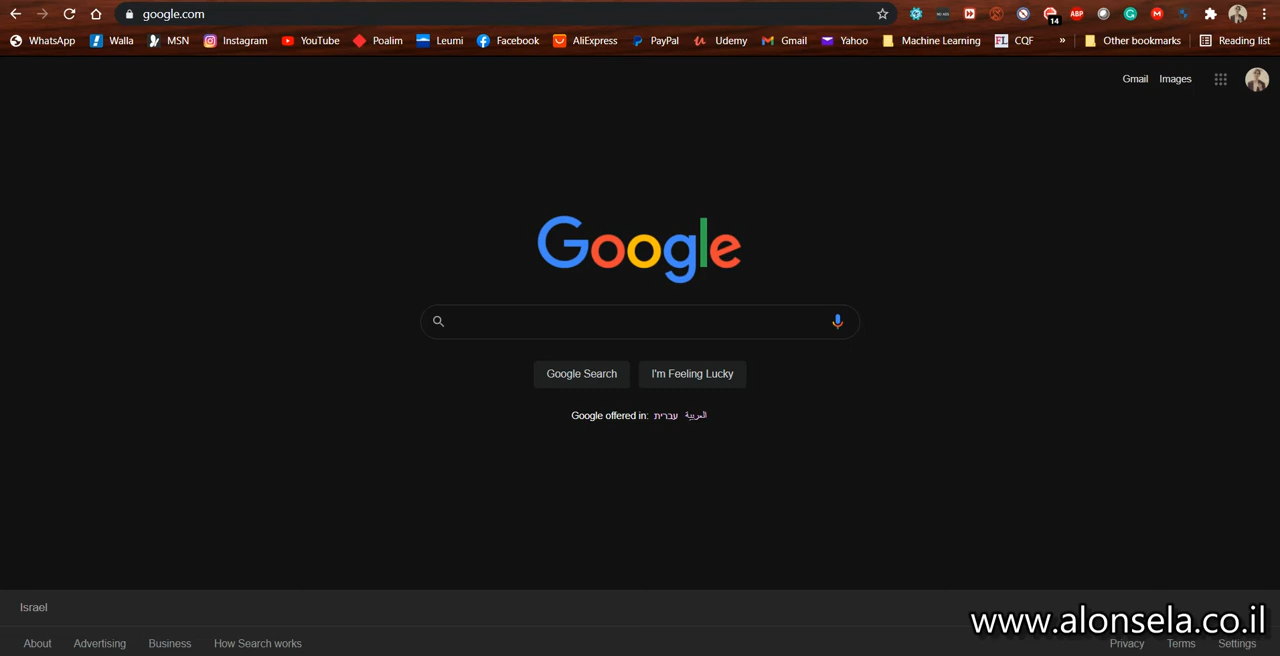 google.com
14
ABP
WhatsApp Walla MSN Instagram YouTube Poalim Leumi Facebook AliExpress PayPal Udemy Gmail Yahoo Machine Learning CQF » Other bookmarks Reading list
Gmail Images
Google
Google Search I'm Feeling Lucky
Google offered in: עברית العربية
Israel
www.alonsela.co.il
About Advertising Business How Search works Privacy Terms Settings